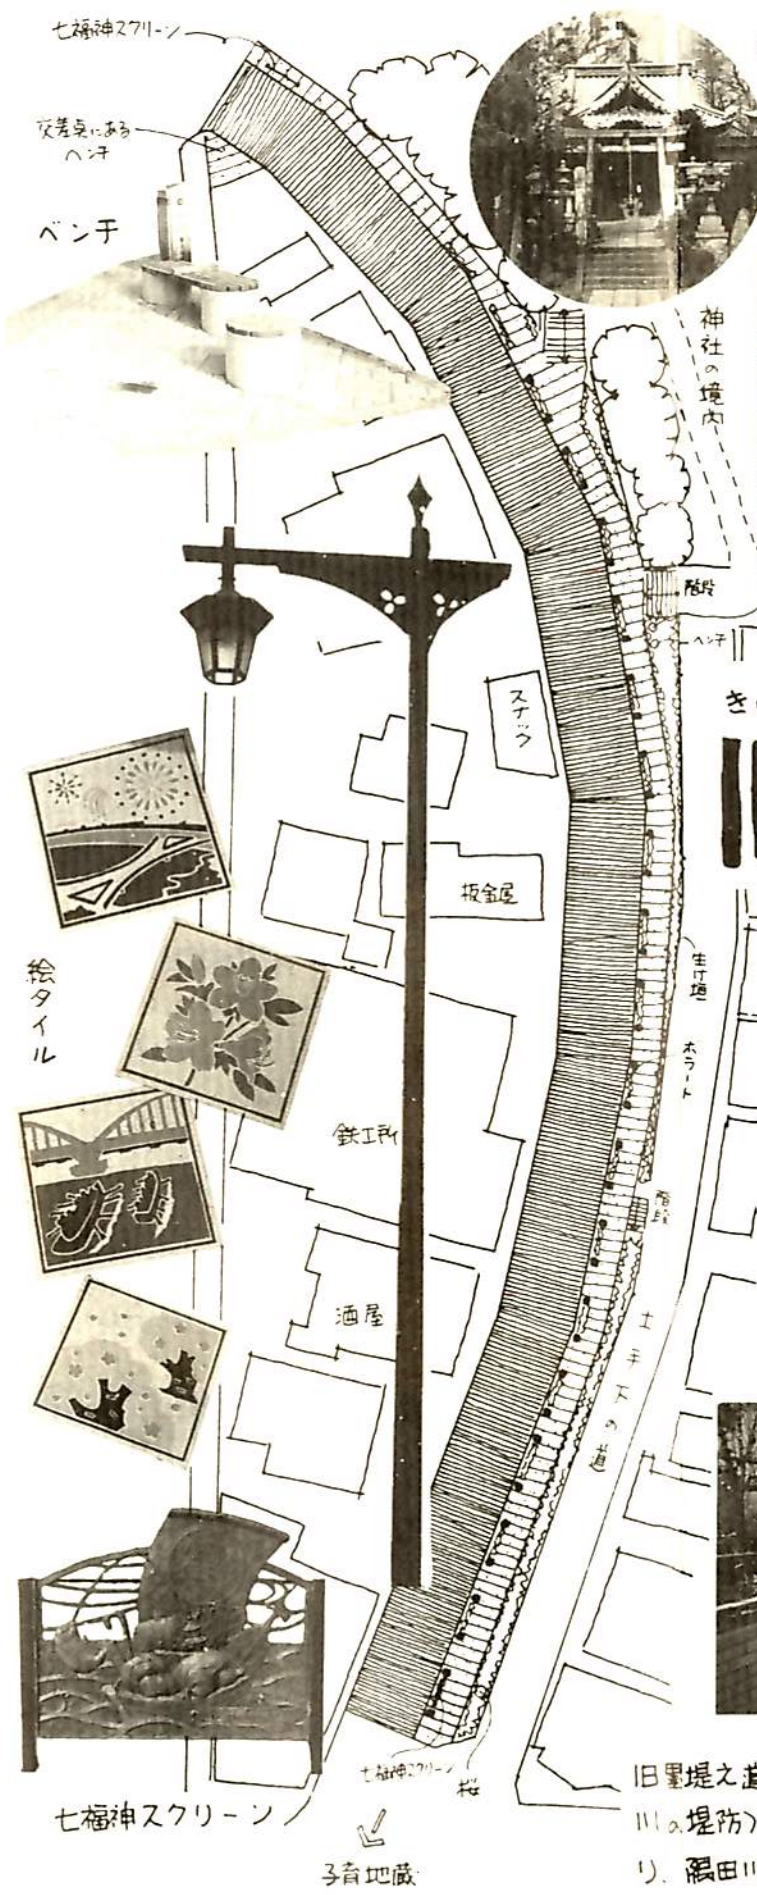 七福神スクリーン
交差点にある
ベンチ
ベンチ
神社の境内
階段
ベンチ
き
スナック
板金屋
生け垣
ボラート
絵タイル
鉄工所
階段
酒屋
土手下の道
七福神スクリーン
桜
七福神スクリーン
子育地蔵
旧墨堤之道
川の堤防)
り、隅田川